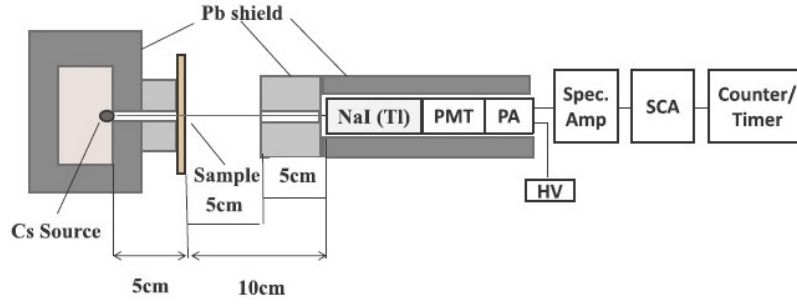 Pb shield
NaI (Tl)
PMT
PA
Spec.
Amp
SCA
Counter/
Timer
HV
Sample
5cm
5cm
Cs Source
5cm
10cm